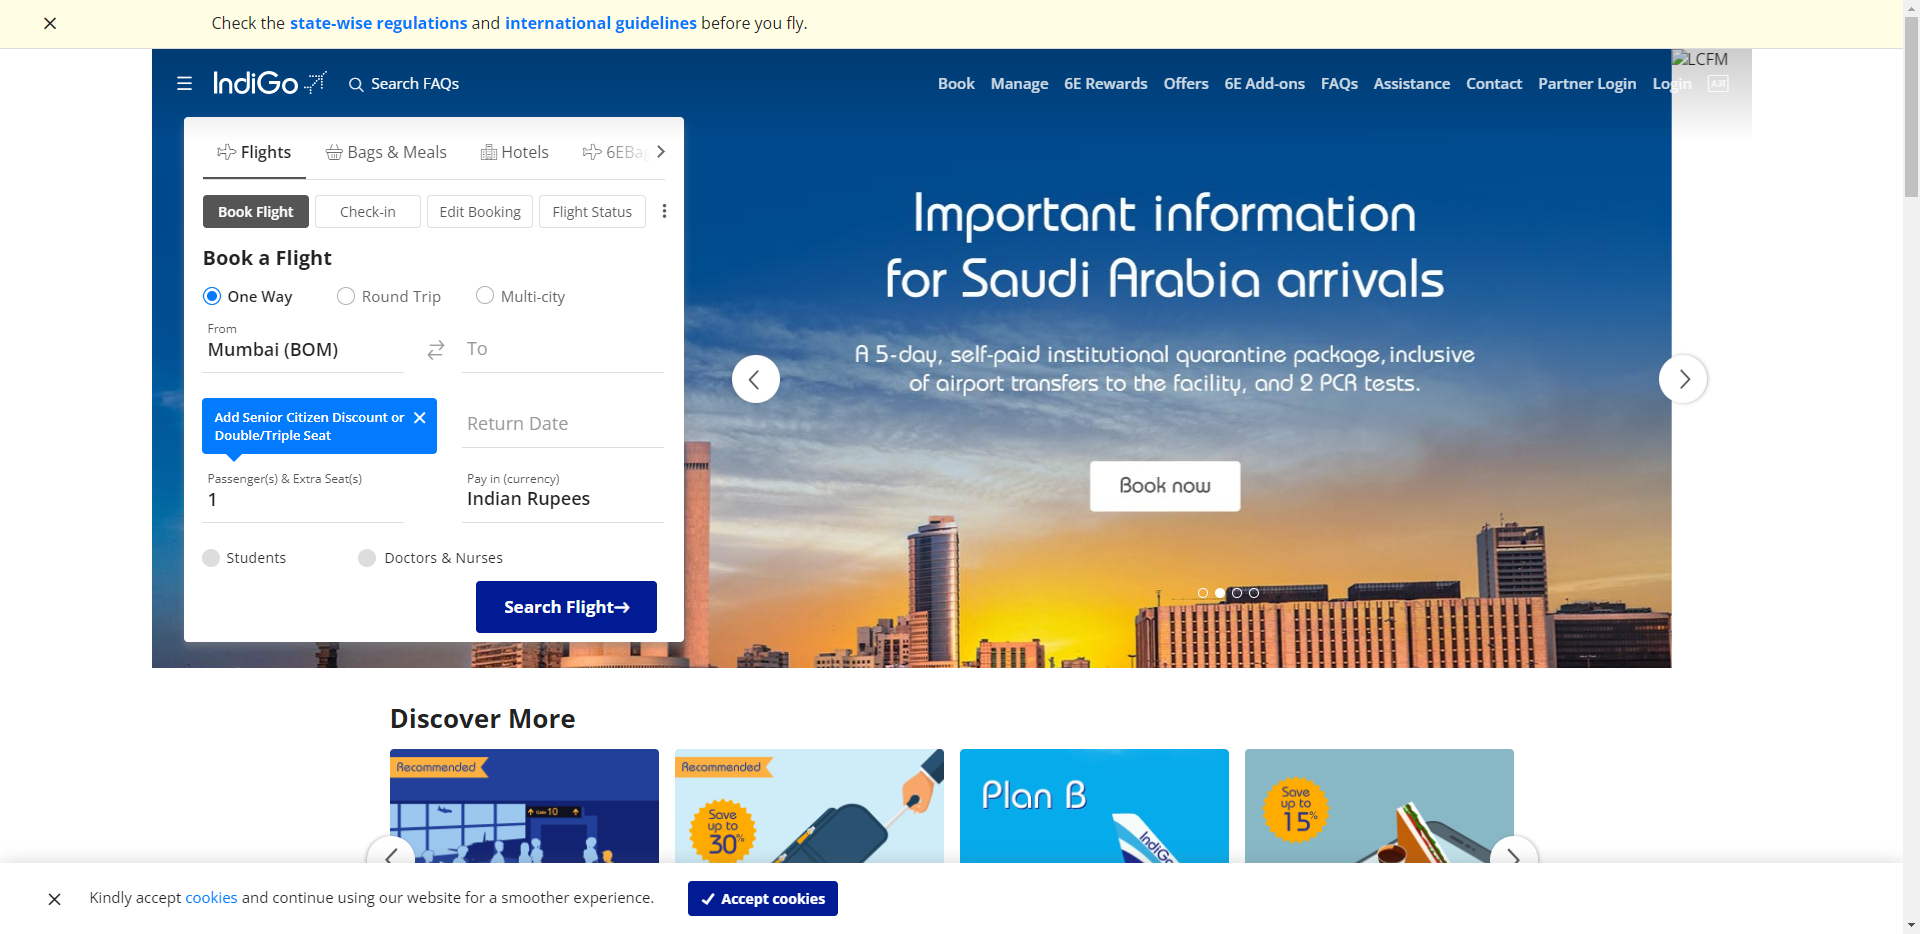 Check the state-wise regulations and international guidelines before you fly.
LCFM
IndiGo
Search FAQs
Book
Manage
6E Rewards
Offers
6E Add-ons
FAQs
Assistance
Contact
Partner Login
Login
Flights
Bags & Meals
Hotels
6EBag
Book Flight
Check-in
Edit Booking
Flight Status
Book a Flight
One Way
Round Trip
Multi-city
From
Mumbai (BOM)
To
Add Senior Citizen Discount or
Double/Triple Seat
Return Date
Passenger(s) & Extra Seat(s)
1
Pay in (currency)
Indian Rupees
Students
Doctors & Nurses
Search Flight→
Important information
for Saudi Arabia arrivals
A 5-day, self-paid institutional quarantine package, inclusive
of airport transfers to the facility, and 2 PCR tests.
Book now
Discover More
Recommended
Gate 10
Recommended
Save
up to
30%
Plan B
IndiGo
Save
up to
15%
Kindly accept cookies and continue using our website for a smoother experience.
Accept cookies